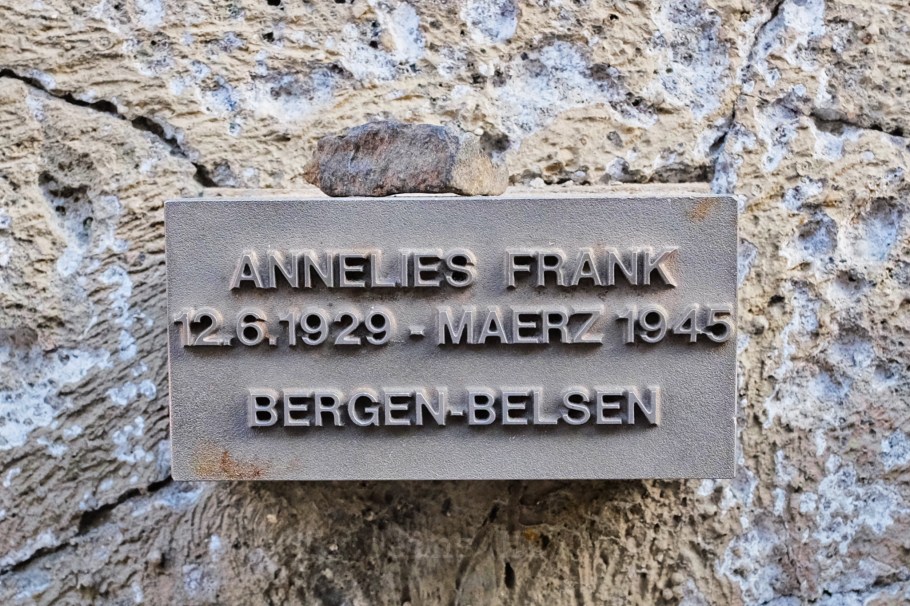 ANNELIES FRANK
12.6.1929 - MAERZ 1945
BERGEN-BELSEN